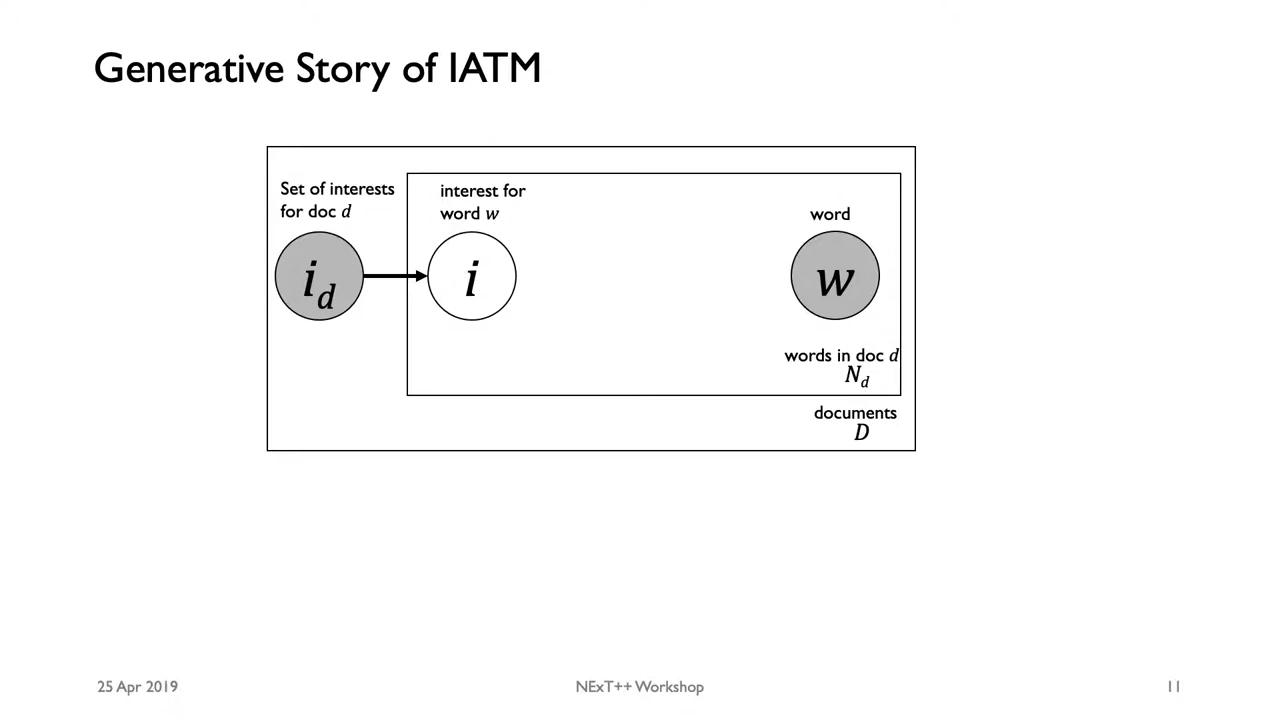 Generative Story of IATM
Set of interests
for doc d
interest for
word w
word
i_d
i
w
words in doc d
N_d
documents
D
25 Apr 2019
NExT++ Workshop
11